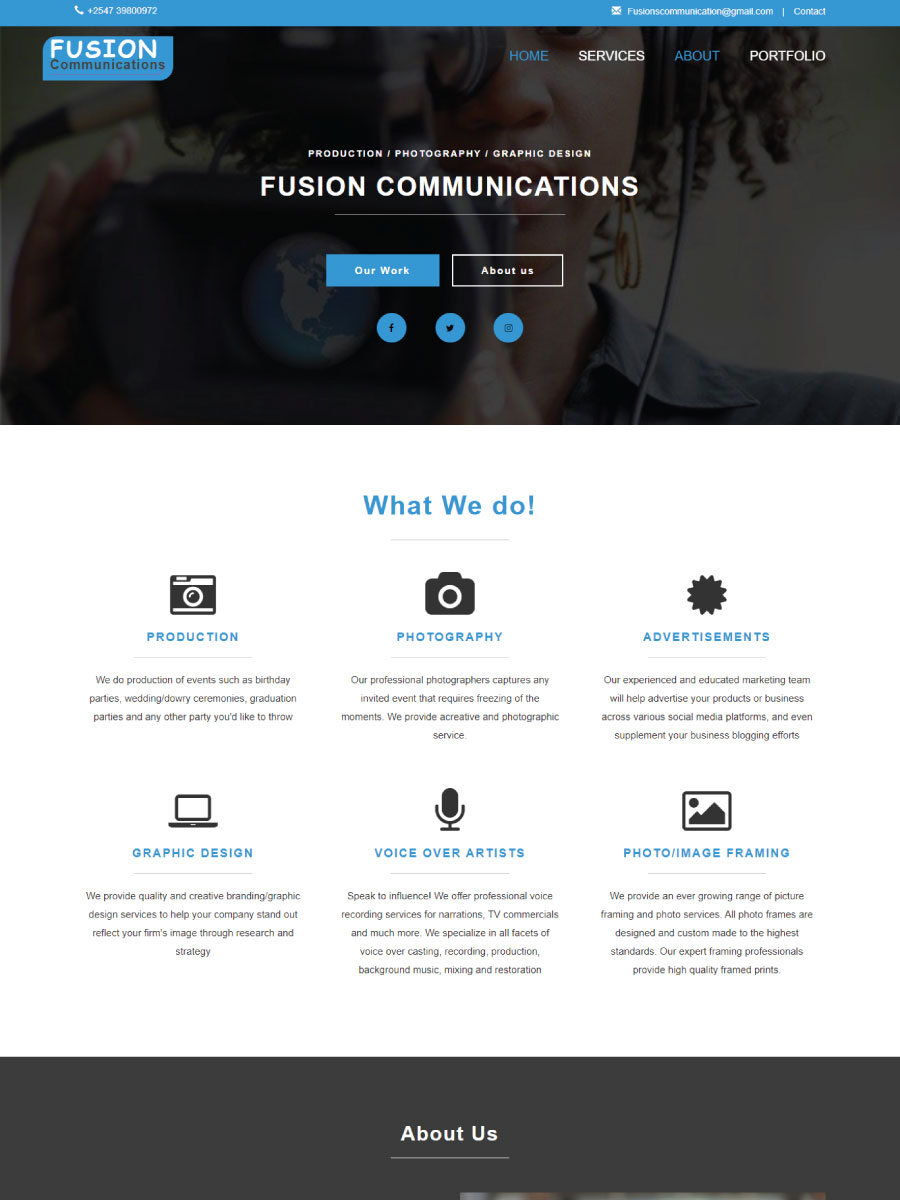 +2547 39800972
Fusionscommunication@gmail.com | Contact
FUSION
Communications
HOME SERVICES ABOUT PORTFOLIO
PRODUCTION / PHOTOGRAPHY / GRAPHIC DESIGN
FUSION COMMUNICATIONS
Our Work
About us
What We do!
PRODUCTION
We do production of events such as birthday
parties, wedding/dowry ceremonies, graduation
parties and any other party you'd like to throw
PHOTOGRAPHY
Our professional photographers captures any
invited event that requires freezing of the
moments. We provide acreative and photographic
service.
ADVERTISEMENTS
Our experienced and educated marketing team
will help advertise your products or business
across various social media platforms, and even
supplement your business blogging efforts
GRAPHIC DESIGN
We provide quality and creative branding/graphic
design services to help your company stand out
reflect your firm's image through research and
strategy
VOICE OVER ARTISTS
Speak to influence! We offer professional voice
recording services for narrations, TV commercials
and much more. We specialize in all facets of
voice over casting, recording, production,
background music, mixing and restoration
PHOTO/IMAGE FRAMING
We provide an ever growing range of picture
framing and photo services. All photo frames are
designed and custom made to the highest
standards. Our expert framing professionals
provide high quality framed prints.
About Us